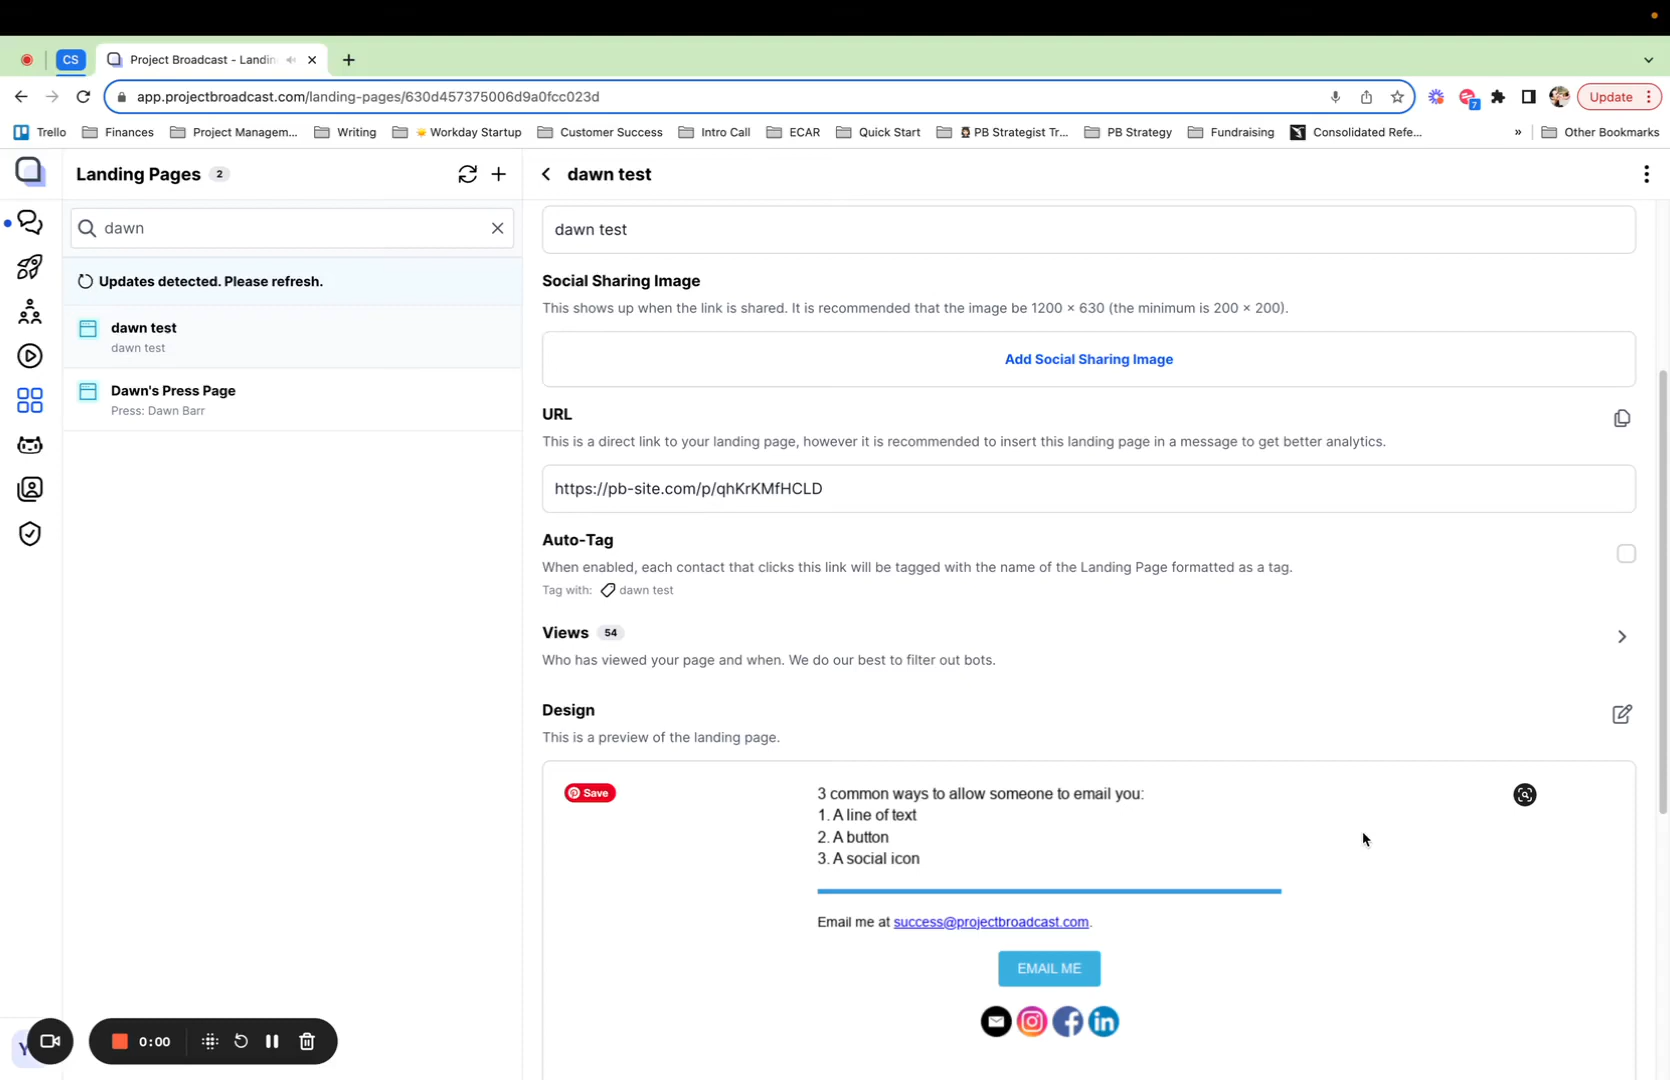 CS
Project Broadcast - Landin
app.projectbroadcast.com/landing-pages/630d457375006d9a0fcc023d
7
Update
Trello
Finances
Project Managem...
Writing
Workday Startup
Customer Success
Intro Call
ECAR
Quick Start
PB Strategist Tr...
PB Strategy
Fundraising
Consolidated Refe...
»
Other Bookmarks
Landing Pages 2
dawn
Updates detected. Please refresh.
dawn test
dawn test
Dawn's Press Page
Press: Dawn Barr
dawn test
dawn test
Social Sharing Image
This shows up when the link is shared. It is recommended that the image be 1200 × 630 (the minimum is 200 × 200).
Add Social Sharing Image
URL
This is a direct link to your landing page, however it is recommended to insert this landing page in a message to get better analytics.
https://pb-site.com/p/qhKrKMfHCLD
Auto-Tag
When enabled, each contact that clicks this link will be tagged with the name of the Landing Page formatted as a tag.
Tag with: dawn test
Views 54
Who has viewed your page and when. We do our best to filter out bots.
Design
This is a preview of the landing page.
Save
3 common ways to allow someone to email you:
1. A line of text
2. A button
3. A social icon
Email me at success@projectbroadcast.com.
EMAIL ME
in
Y
0:00